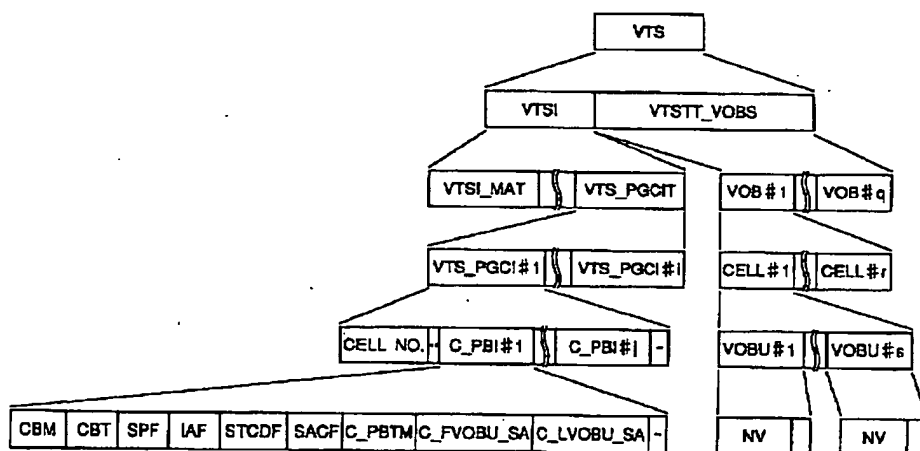 VTS
VTSI VTSTT_VOBS
VTSI_MAT VTS_PGCIT VOB#1 VOB#q
VTS_PGCI#1 VTS_PGCI#i CELL#1 CELL#r
CELL NO. -- C_PBI#1 C_PBI#j - VOBU#1 VOBU#s
CBM CBT SPF IAF STCDF SACF C_PBTM C_FVOBU_SA C_LVOBU_SA - NV NV